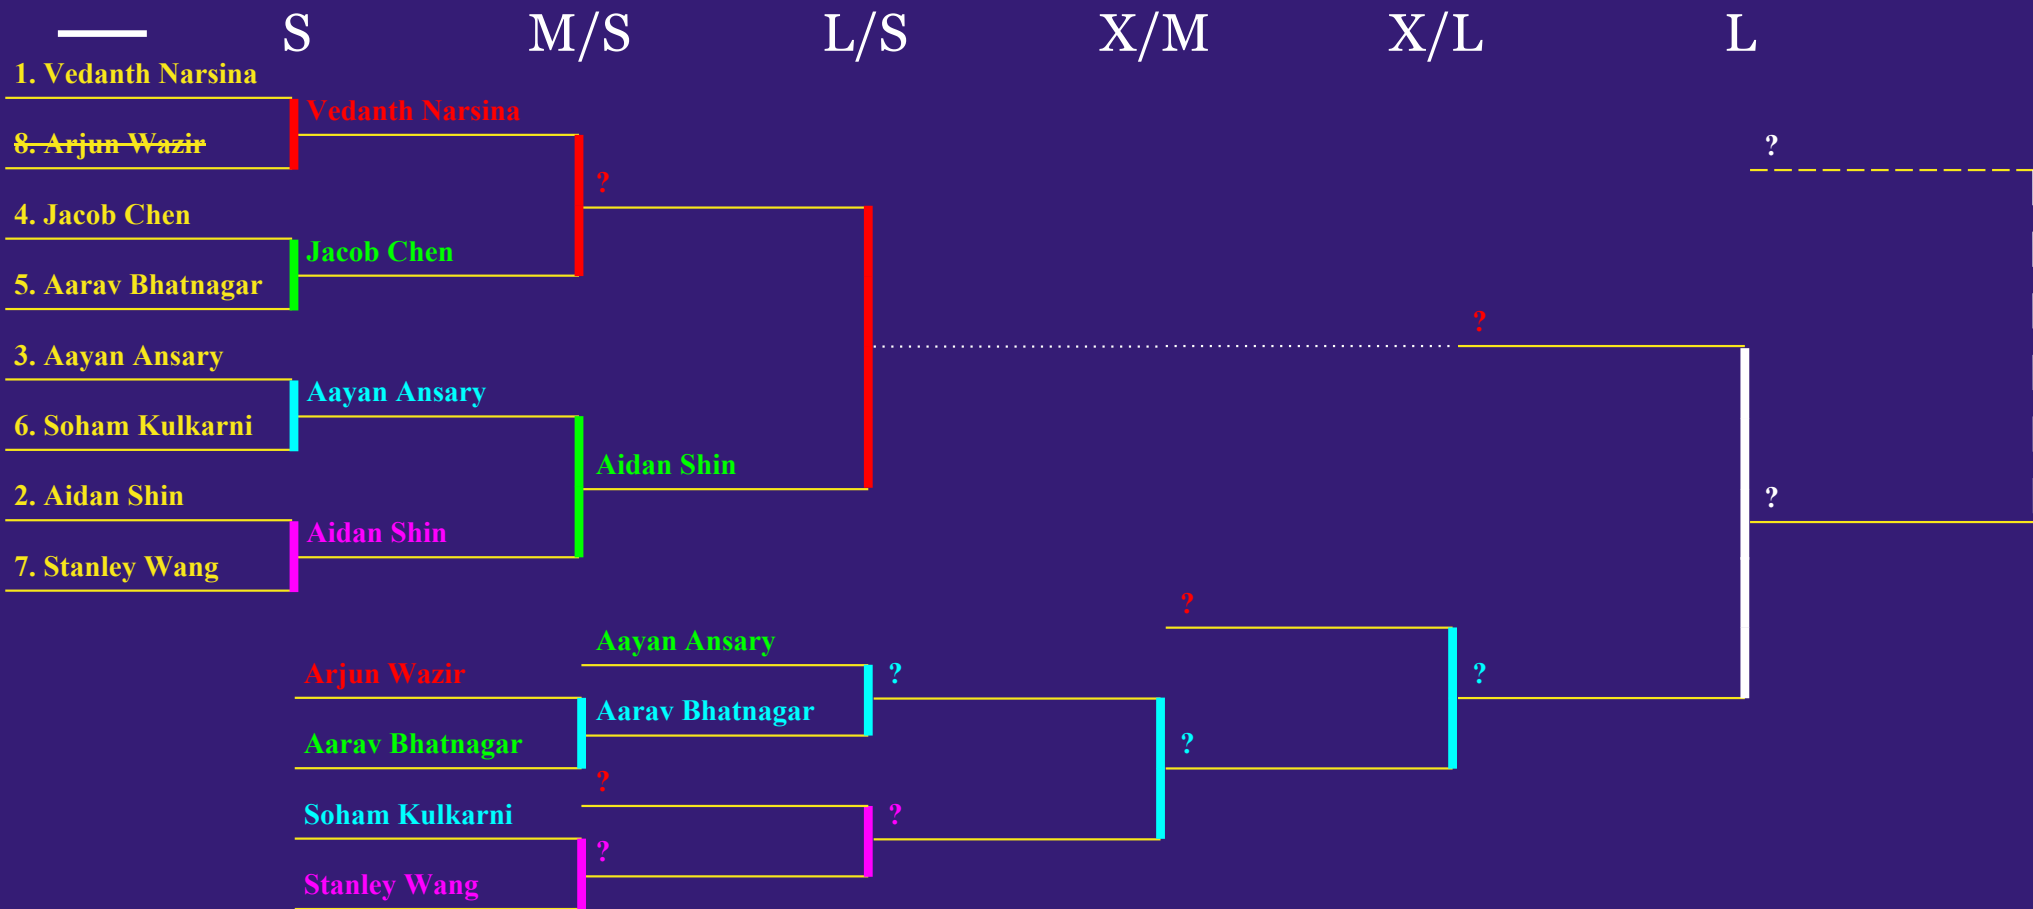 S M/S L/S X/M X/L L
1. Vedanth Narsina
Vedanth Narsina
8. Arjun Wazir
?
?
4. Jacob Chen
Jacob Chen
5. Aarav Bhatnagar
?
3. Aayan Ansary
Aayan Ansary
6. Soham Kulkarni
Aidan Shin
2. Aidan Shin
?
Aidan Shin
7. Stanley Wang
?
Aayan Ansary
Arjun Wazir
?
?
Aarav Bhatnagar
Aarav Bhatnagar
?
?
Soham Kulkarni
?
?
Stanley Wang